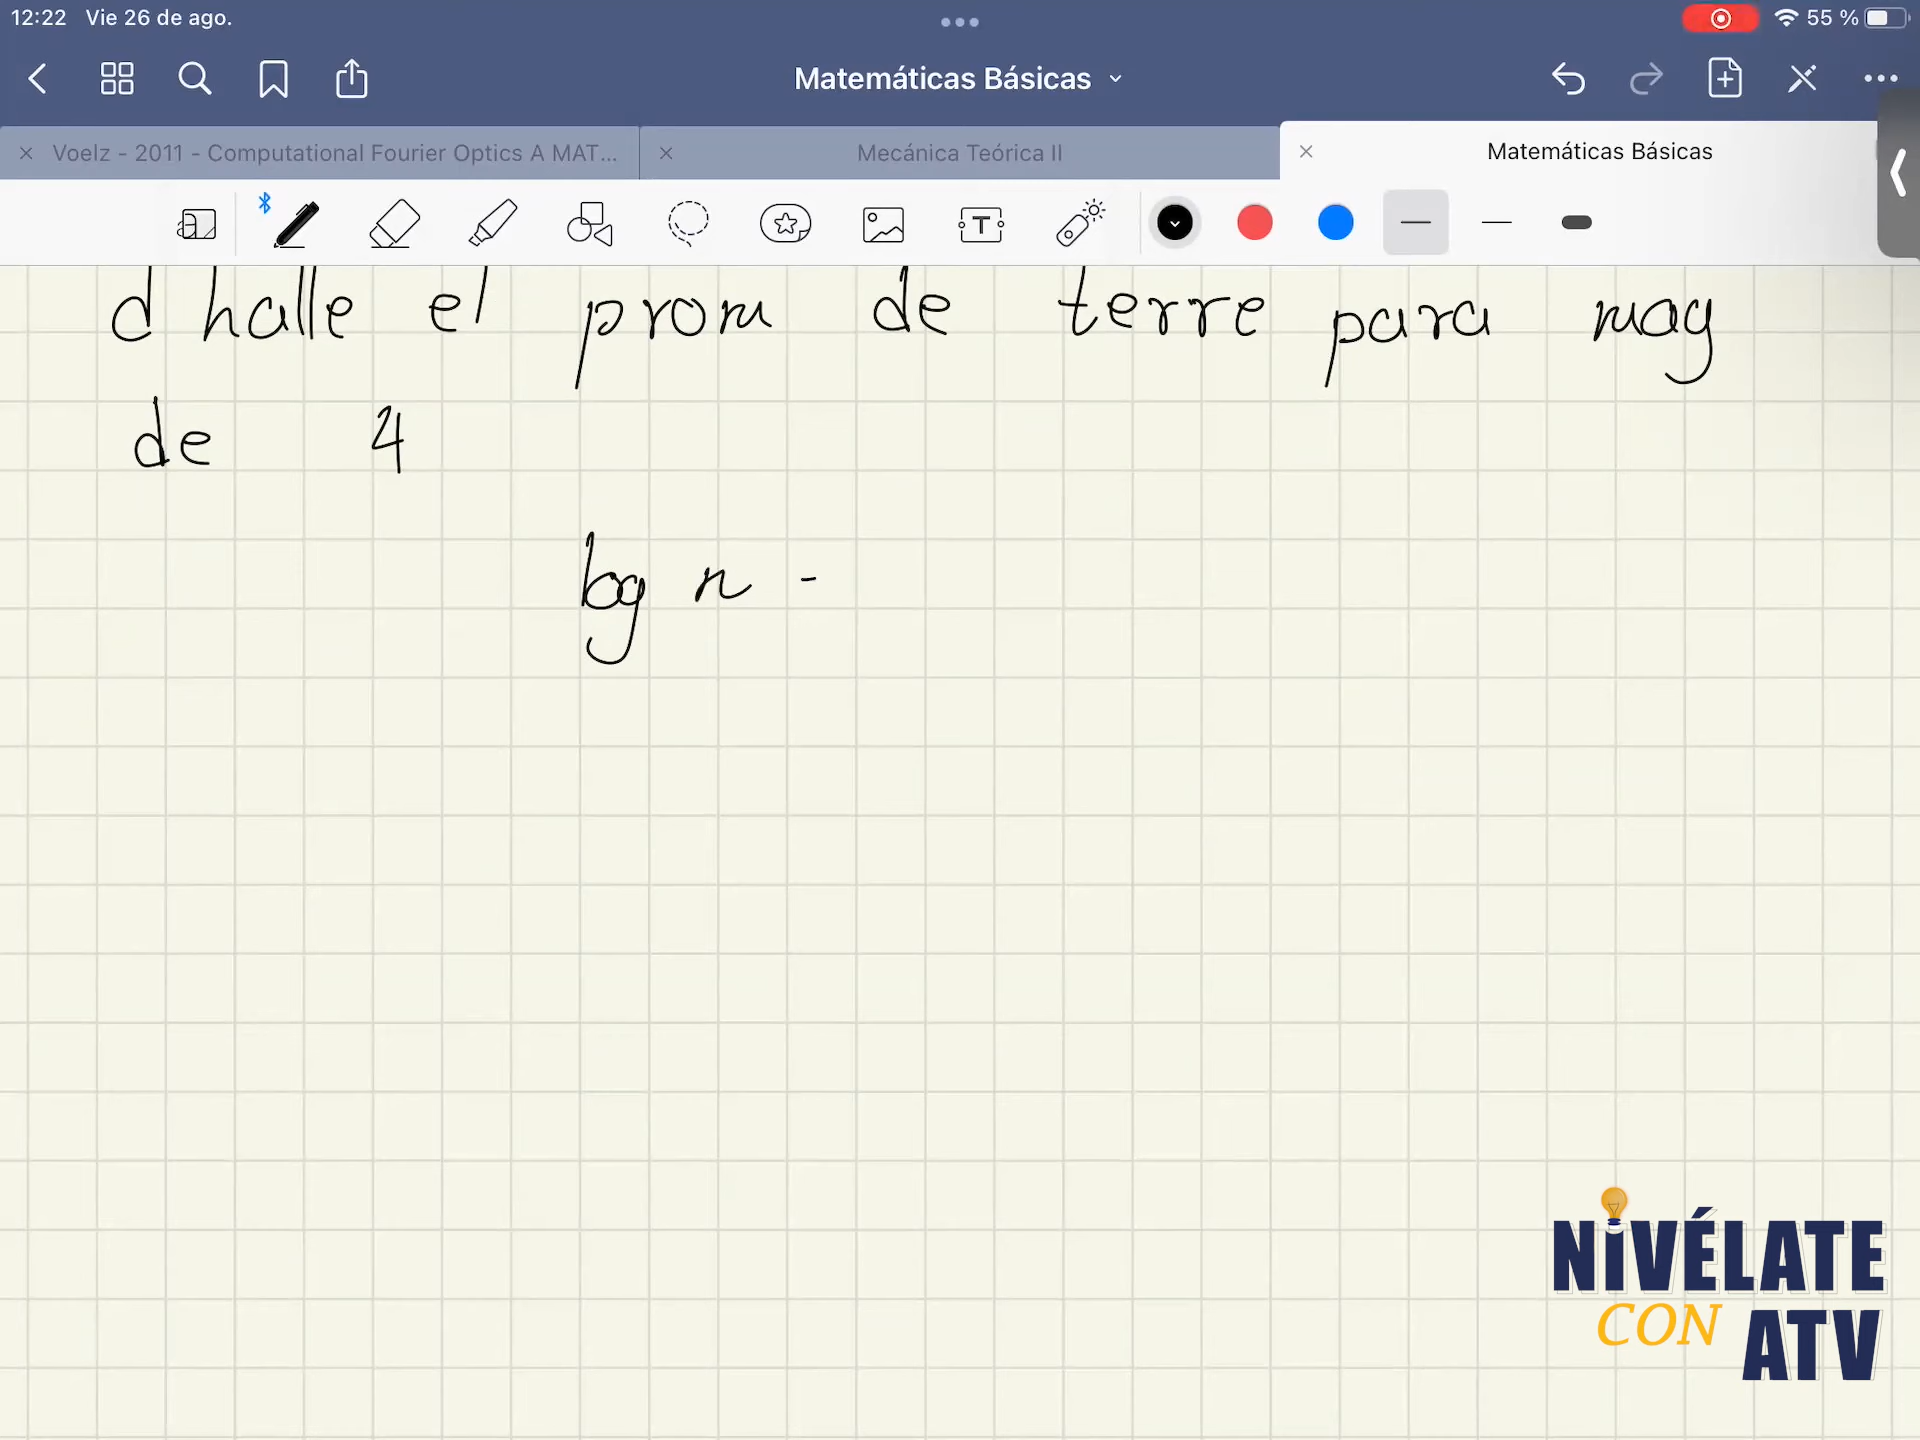 12:22 Vie 26 de ago. 55 %
Matemáticas Básicas
Voelz - 2011 - Computational Fourier Optics A MAT... Mecánica Teórica II Matemáticas Básicas
d halle el prom de terre para mag
de 4
log n -
NIVÉLATE
CON
ATV